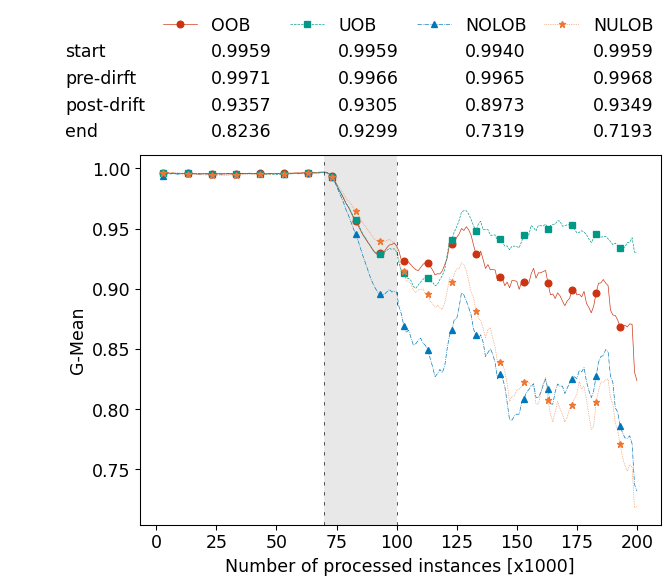 OOB UOB NOLOB NULOB
start 0.9959 0.9959 0.9940 0.9959
pre-dirft 0.9971 0.9966 0.9965 0.9968
post-drift 0.9357 0.9305 0.8973 0.9349
end 0.8236 0.9299 0.7319 0.7193
1.00
0.95
0.90
0.85
0.80
0.75
G-Mean
0 25 50 75 100 125 150 175 200
Number of processed instances [x1000]